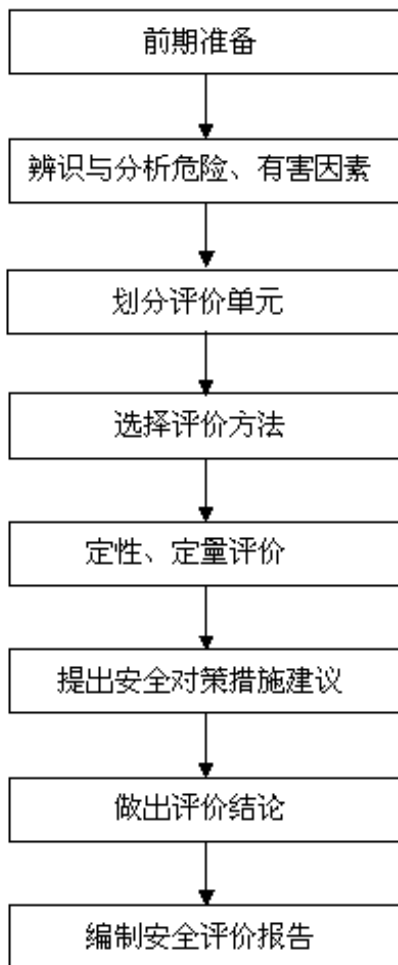 前期准备
辨识与分析危险、有害因素
划分评价单元
选择评价方法
定性、定量评价
提出安全对策措施建议
做出评价结论
编制安全评价报告